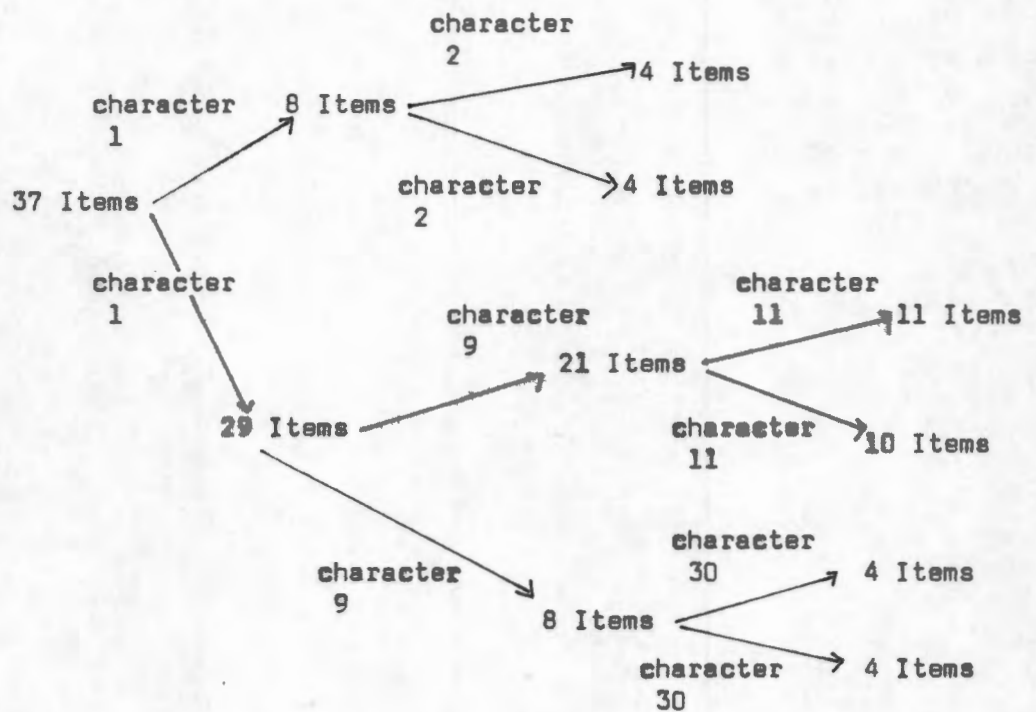 character
2
4 Items
character
1
8 Items
character
2
4 Items
37 Items
character
1
character
11
11 Items
character
9
21 Items
29 Items
character
11
10 Items
character
30
4 Items
character
9
8 Items
character
30
4 Items